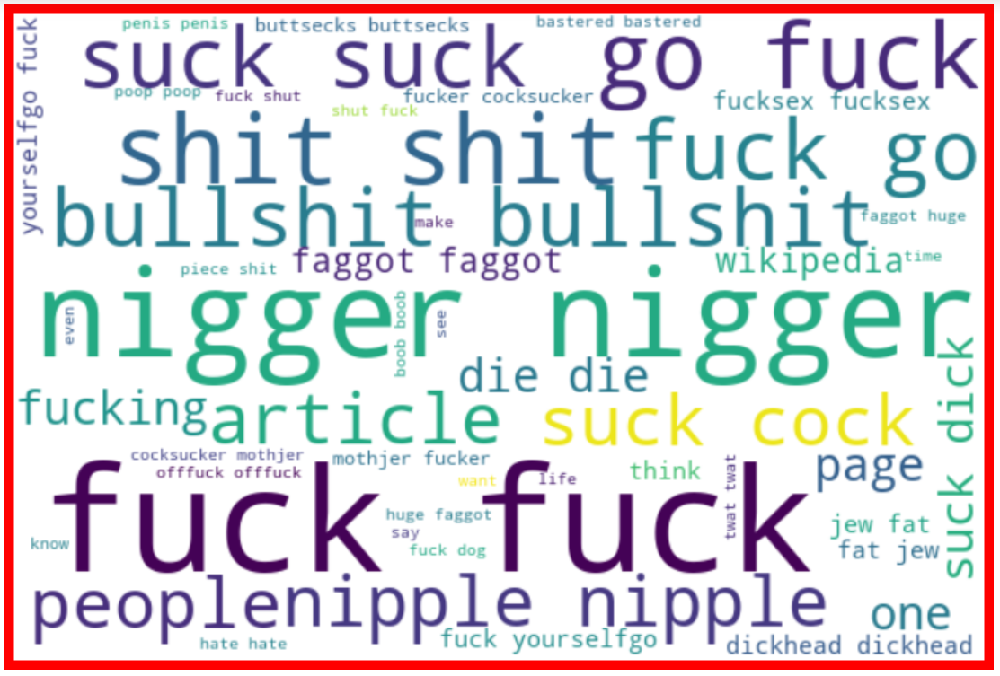 penis penis
buttsecks buttsecks
bastered bastered
suck suck
go fuck
yourselfgo fuck
poop poop
fuck shut
fucker cocksucker
fucksex fucksex
shut fuck
shit shit
fuck go
bullshit bullshit
make
faggot huge
piece shit
faggot faggot
wikipedia
time
nigger nigger
even
boob boob
see
die die
suck dick
fucking
article
suck cock
cocksucker mothjer
mothjer fucker
offfuck offfuck
want
life
think
twat twat
page
fuck fuck
huge faggot
say
fuck dog
know
jew fat
fat jew
people
nipple nipple
one
hate hate
fuck yourselfgo
dickhead dickhead